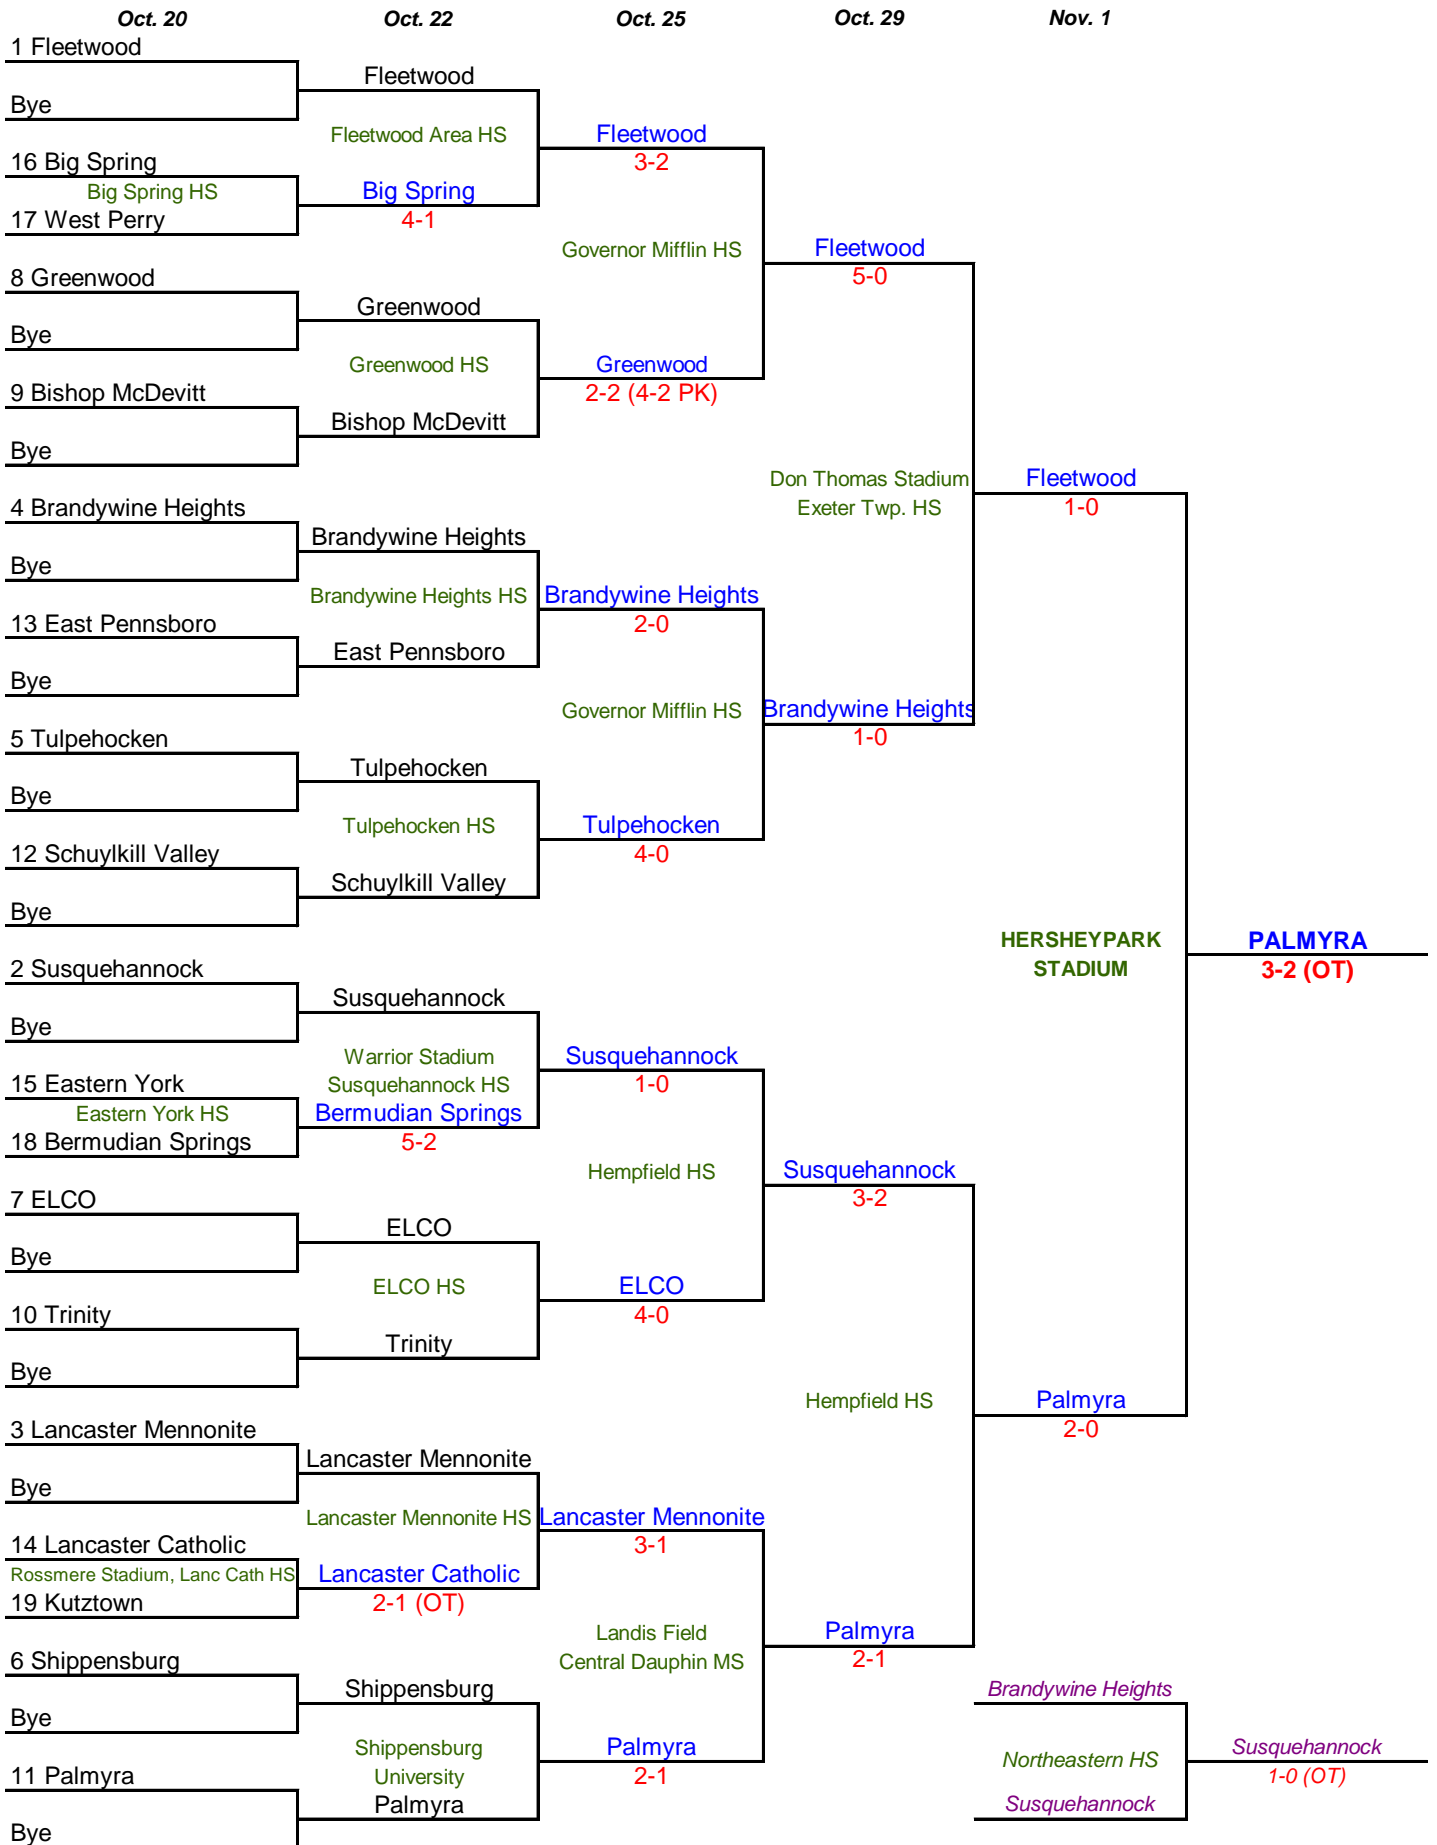 Oct. 20
Oct. 22
Oct. 25
Oct. 29
Nov. 1
1 Fleetwood
Bye
16 Big Spring
Big Spring HS
17 West Perry
8 Greenwood
Bye
9 Bishop McDevitt
Bye
4 Brandywine Heights
Bye
13 East Pennsboro
Bye
5 Tulpehocken
Bye
12 Schuylkill Valley
Bye
2 Susquehannock
Bye
15 Eastern York
Eastern York HS
18 Bermudian Springs
7 ELCO
Bye
10 Trinity
Bye
3 Lancaster Mennonite
Bye
14 Lancaster Catholic
Rossmere Stadium, Lanc Cath HS
19 Kutztown
6 Shippensburg
Bye
11 Palmyra
Bye
Fleetwood
Fleetwood Area HS
Big Spring
4-1
Greenwood
Greenwood HS
Bishop McDevitt
Brandywine Heights
Brandywine Heights HS
East Pennsboro
Tulpehocken
Tulpehocken HS
Schuylkill Valley
Susquehannock
Warrior Stadium
Susquehannock HS
Bermudian Springs
5-2
ELCO
ELCO HS
Trinity
Lancaster Mennonite
Lancaster Mennonite HS
Lancaster Catholic
2-1 (OT)
Shippensburg
Shippensburg
University
Palmyra
Fleetwood
3-2
Governor Mifflin HS
Greenwood
2-2 (4-2 PK)
Brandywine Heights
2-0
Governor Mifflin HS
Tulpehocken
4-0
Susquehannock
1-0
Hempfield HS
ELCO
4-0
Lancaster Mennonite
3-1
Landis Field
Central Dauphin MS
Palmyra
2-1
Fleetwood
5-0
Don Thomas Stadium
Exeter Twp. HS
Brandywine Heights
1-0
Susquehannock
3-2
Hempfield HS
Palmyra
2-1
Fleetwood
1-0
HERSHEYPARK
STADIUM
Palmyra
2-0
PALMYRA
3-2 (OT)
Brandywine Heights
Northeastern HS
Susquehannock
Susquehannock
1-0 (OT)